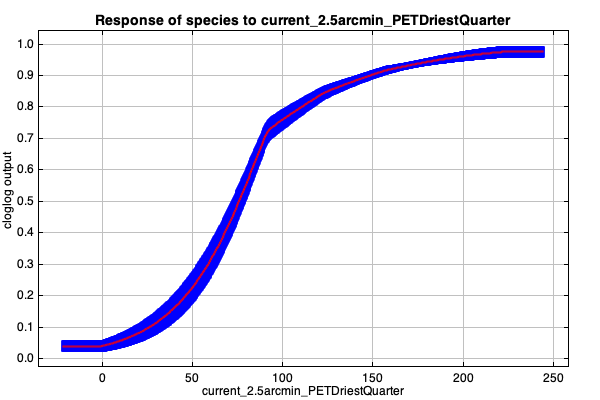 Response of species to current_2.5arcmin_PETDriestQuarter
1.0
0.9
0.8
0.7
0.6
0.5
0.4
0.3
0.2
0.1
0.0
cloglog output
0 50 100 150 200 250
current_2.5arcmin_PETDriestQuarter